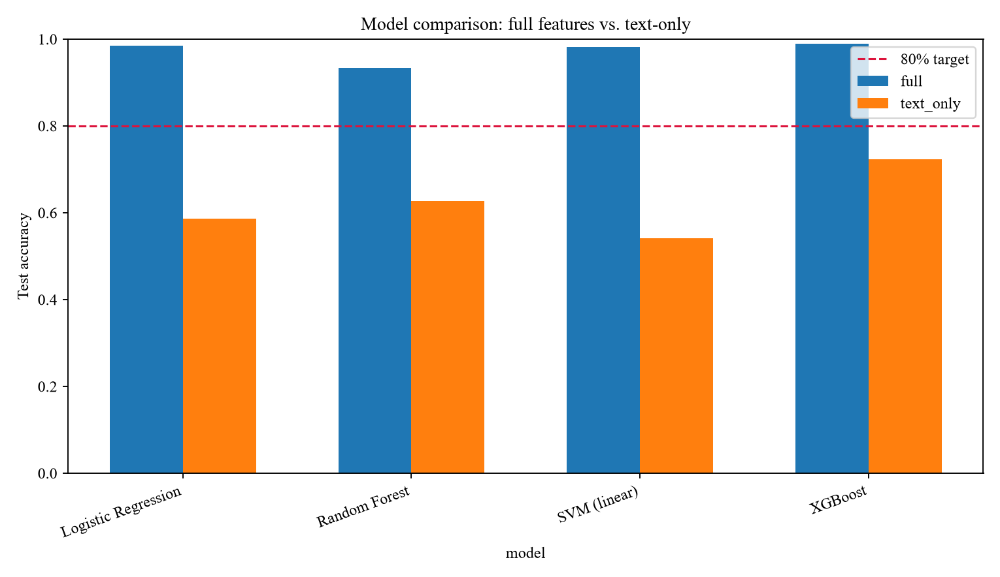 Model comparison: full features vs. text-only
1.0
0.8
0.6
0.4
0.2
0.0
Test accuracy
80% target
full
text_only
Logistic Regression
Random Forest
SVM (linear)
XGBoost
model